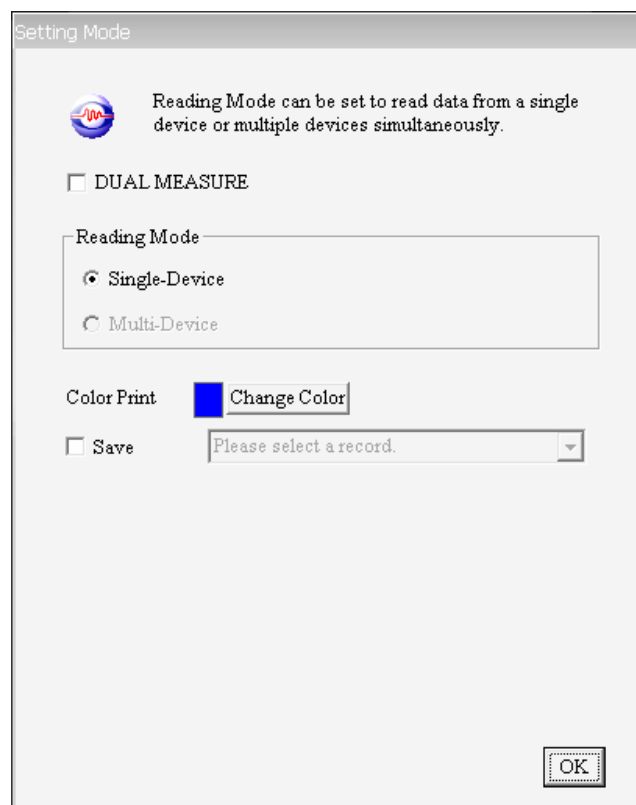 Setting Mode
Reading Mode can be set to read data from a single
device or multiple devices simultaneously.
DUAL MEASURE
Reading Mode
Single-Device
Multi-Device
Color Print Change Color
Save Please select a record.
OK